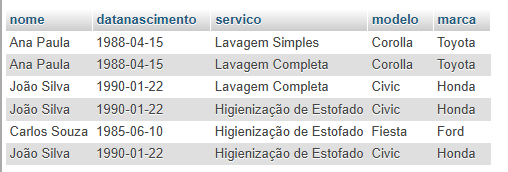 nome datanascimento servico modelo marca
Ana Paula 1988-04-15 Lavagem Simples Corolla Toyota
Ana Paula 1988-04-15 Lavagem Completa Corolla Toyota
João Silva 1990-01-22 Lavagem Completa Civic Honda
João Silva 1990-01-22 Higienização de Estofado Civic Honda
Carlos Souza 1985-06-10 Higienização de Estofado Fiesta Ford
João Silva 1990-01-22 Higienização de Estofado Civic Honda